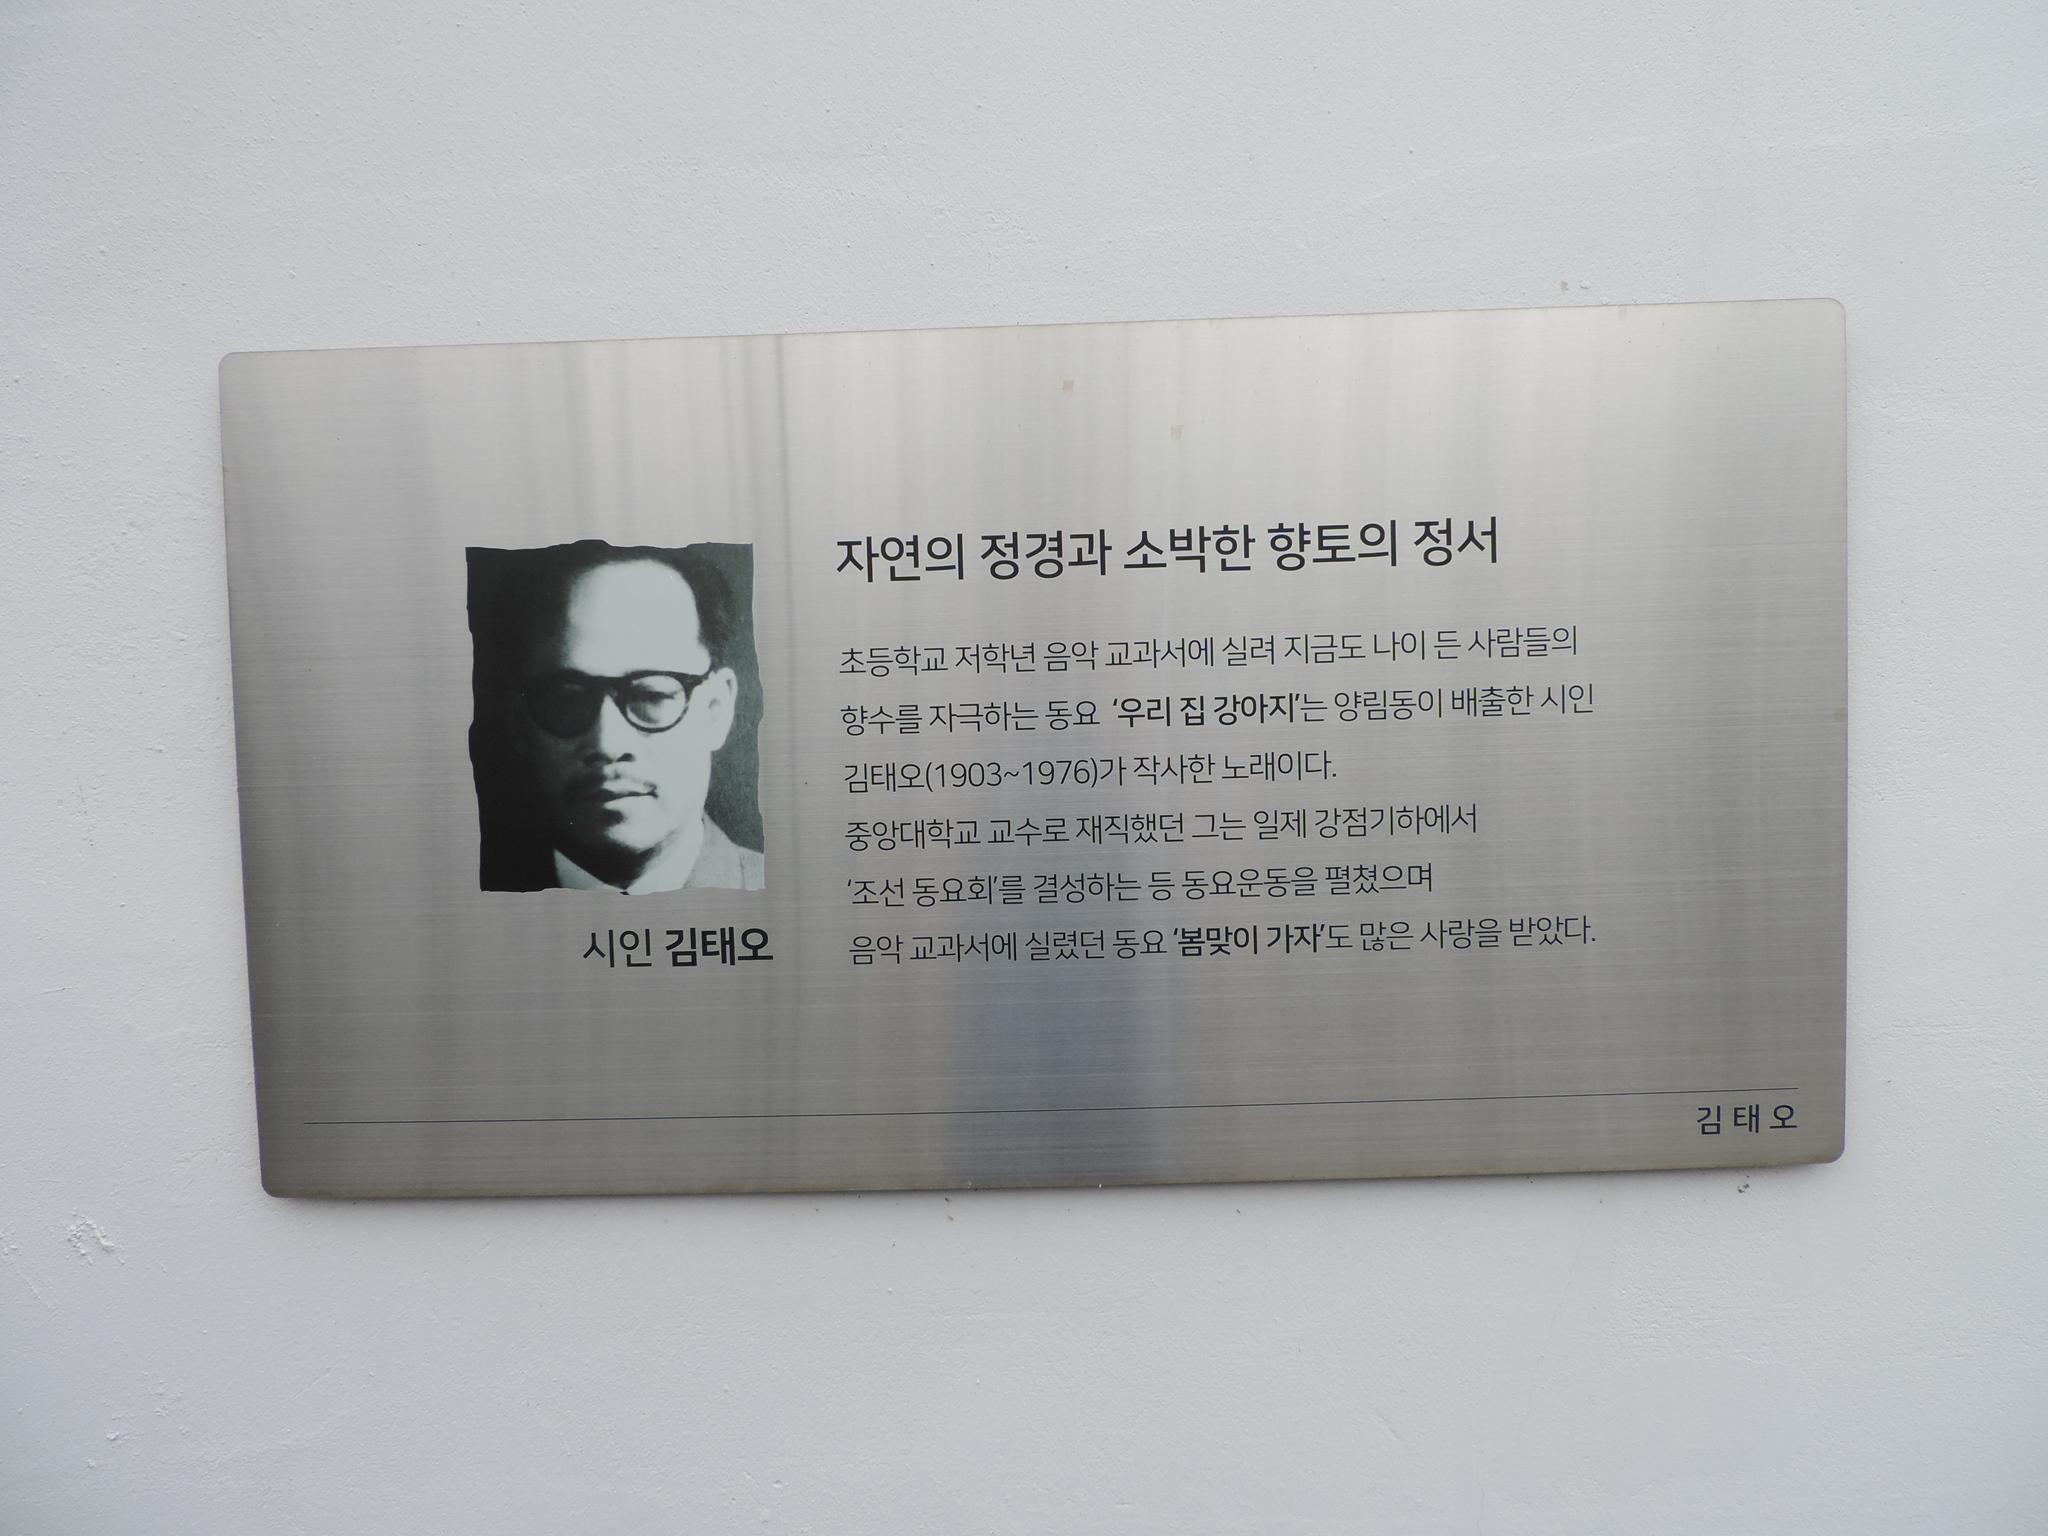 자연의 정경과 소박한 향토의 정서
초등학교 저학년 음악 교과서에 실려 지금도 나이 든 사람들의
향수를 자극하는 동요 ‘우리 집 강아지’는 양림동이 배출한 시인
김태오(1903~1976)가 작사한 노래이다.
중앙대학교 교수로 재직했던 그는 일제 강점기하에서
‘조선 동요회’를 결성하는 등 동요운동을 펼쳤으며
음악 교과서에 실렸던 동요 ‘봄맞이 가자’도 많은 사랑을 받았다.
시인 김태오
김 태 오